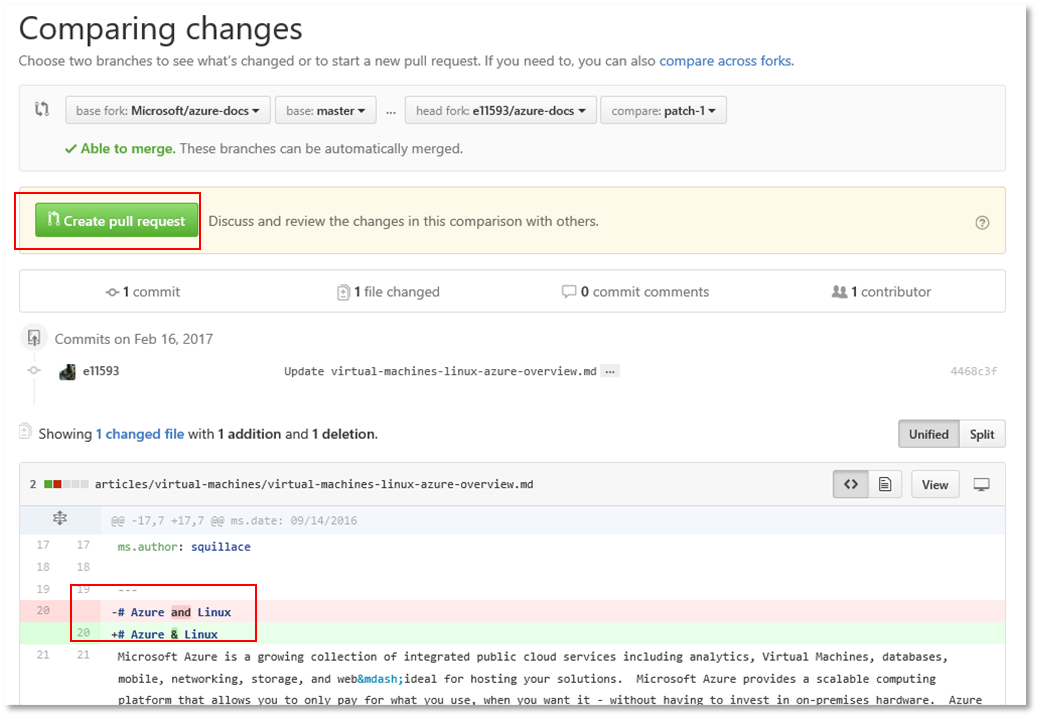 Comparing changes
Choose two branches to see what's changed or to start a new pull request. If you need to, you can also compare across forks.
base fork: Microsoft/azure-docs base: master ... head fork: e11593/azure-docs compare: patch-1
Able to merge. These branches can be automatically merged.
Create pull request Discuss and review the changes in this comparison with others. ?
1 commit 1 file changed 0 commit comments 1 contributor
Commits on Feb 16, 2017
e11593 Update virtual-machines-linux-azure-overview.md ... 4468c3f
Showing 1 changed file with 1 addition and 1 deletion. Unified Split
2 articles/virtual-machines/virtual-machines-linux-azure-overview.md <> View
@@ -17,7 +17,7 @@ ms.date: 09/14/2016
17 17 ms.author: squillace
18 18
19 19 ---
20 -# Azure and Linux
20 +# Azure & Linux
21 21 Microsoft Azure is a growing collection of integrated public cloud services including analytics, Virtual Machines, databases,
mobile, networking, storage, and web&mdash;ideal for hosting your solutions. Microsoft Azure provides a scalable computing
platform that allows you to only pay for what you use, when you want it - without having to invest in on-premises hardware. Azure